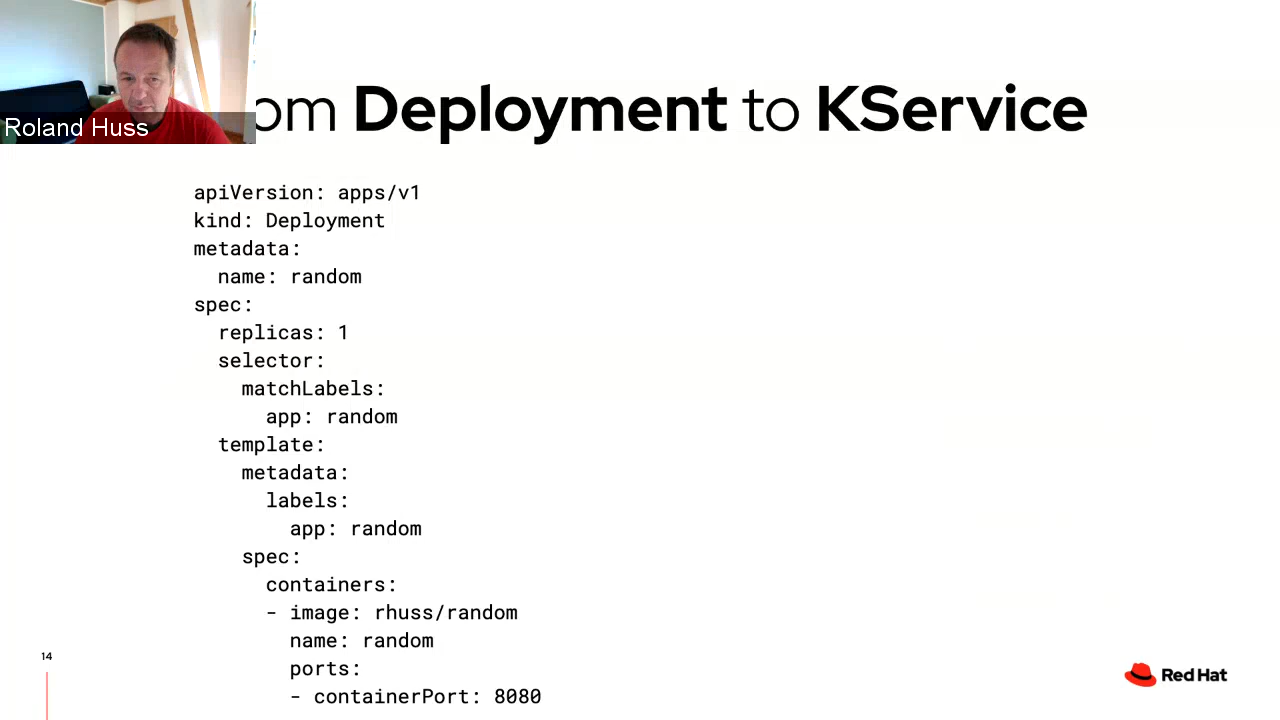 Roland Huss
om Deployment to KService
apiVersion: apps/v1
kind: Deployment
metadata:
  name: random
spec:
  replicas: 1
  selector:
    matchLabels:
      app: random
  template:
    metadata:
      labels:
        app: random
    spec:
      containers:
      - image: rhuss/random
        name: random
        ports:
        - containerPort: 8080
14
Red Hat